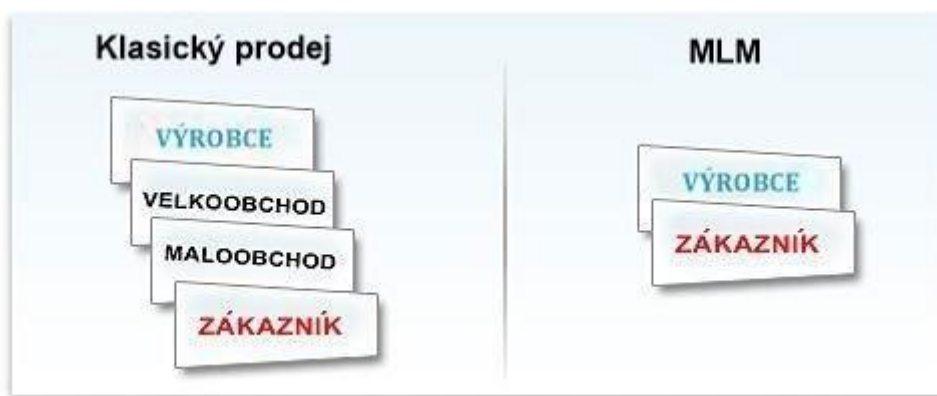 Klasický prodej
VÝROBCE
VELKOOBCHOD
MALOOBCHOD
ZÁKAZNÍK
MLM
VÝROBCE
ZÁKAZNÍK